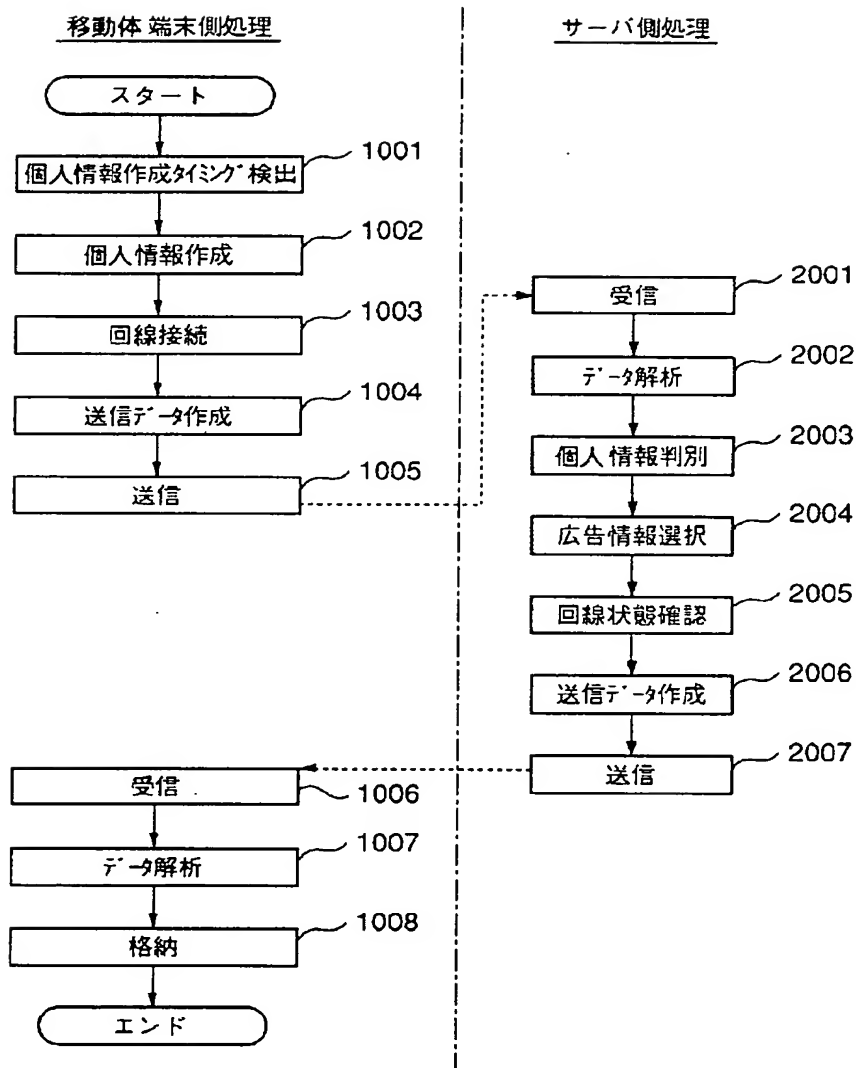 移動体端末側処理
スタート
個人情報作成タイミング検出
1001
個人情報作成
1002
回線接続
1003
送信データ作成
1004
送信
1005
受信
1006
データ解析
1007
格納
1008
エンド
サーバ側処理
受信
2001
データ解析
2002
個人情報判別
2003
広告情報選択
2004
回線状態確認
2005
送信データ作成
2006
送信
2007